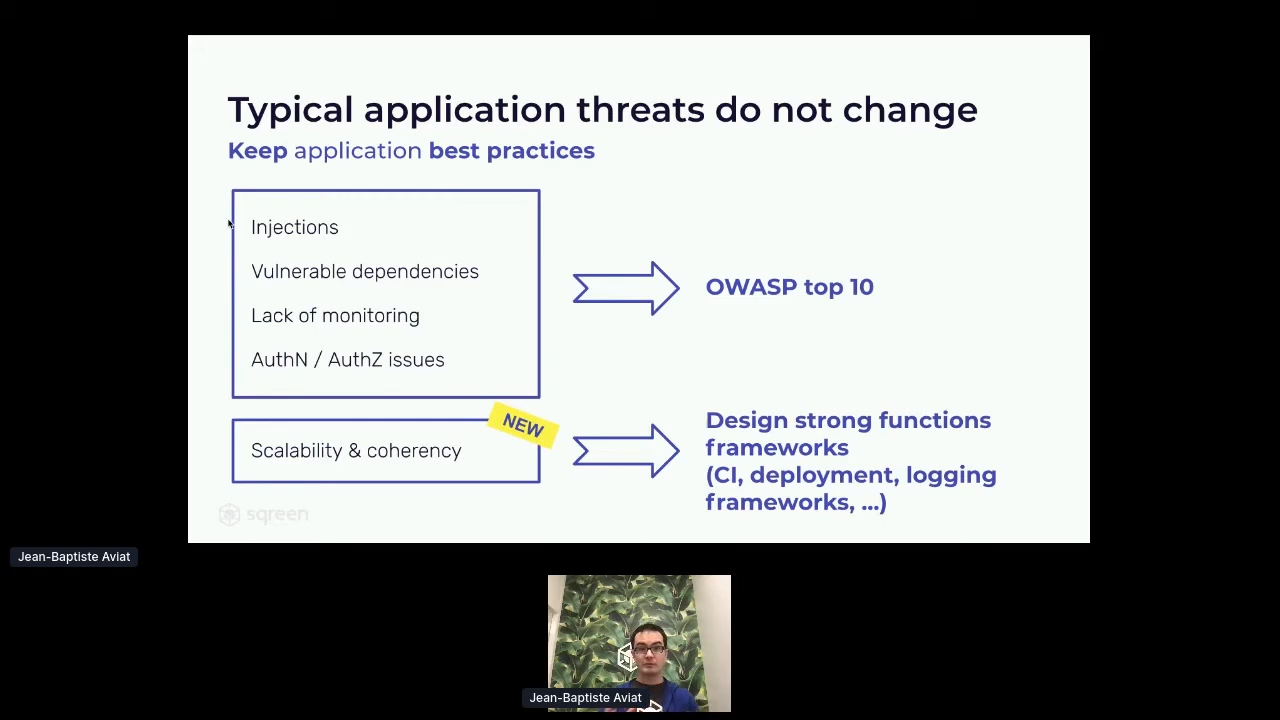 Typical application threats do not change
Keep application best practices
Injections
Vulnerable dependencies
Lack of monitoring
AuthN / AuthZ issues
OWASP top 10
NEW
Scalability & coherency
Design strong functions
frameworks
(CI, deployment, logging
frameworks, ...)
sqreen
Jean-Baptiste Aviat
Jean-Baptiste Aviat